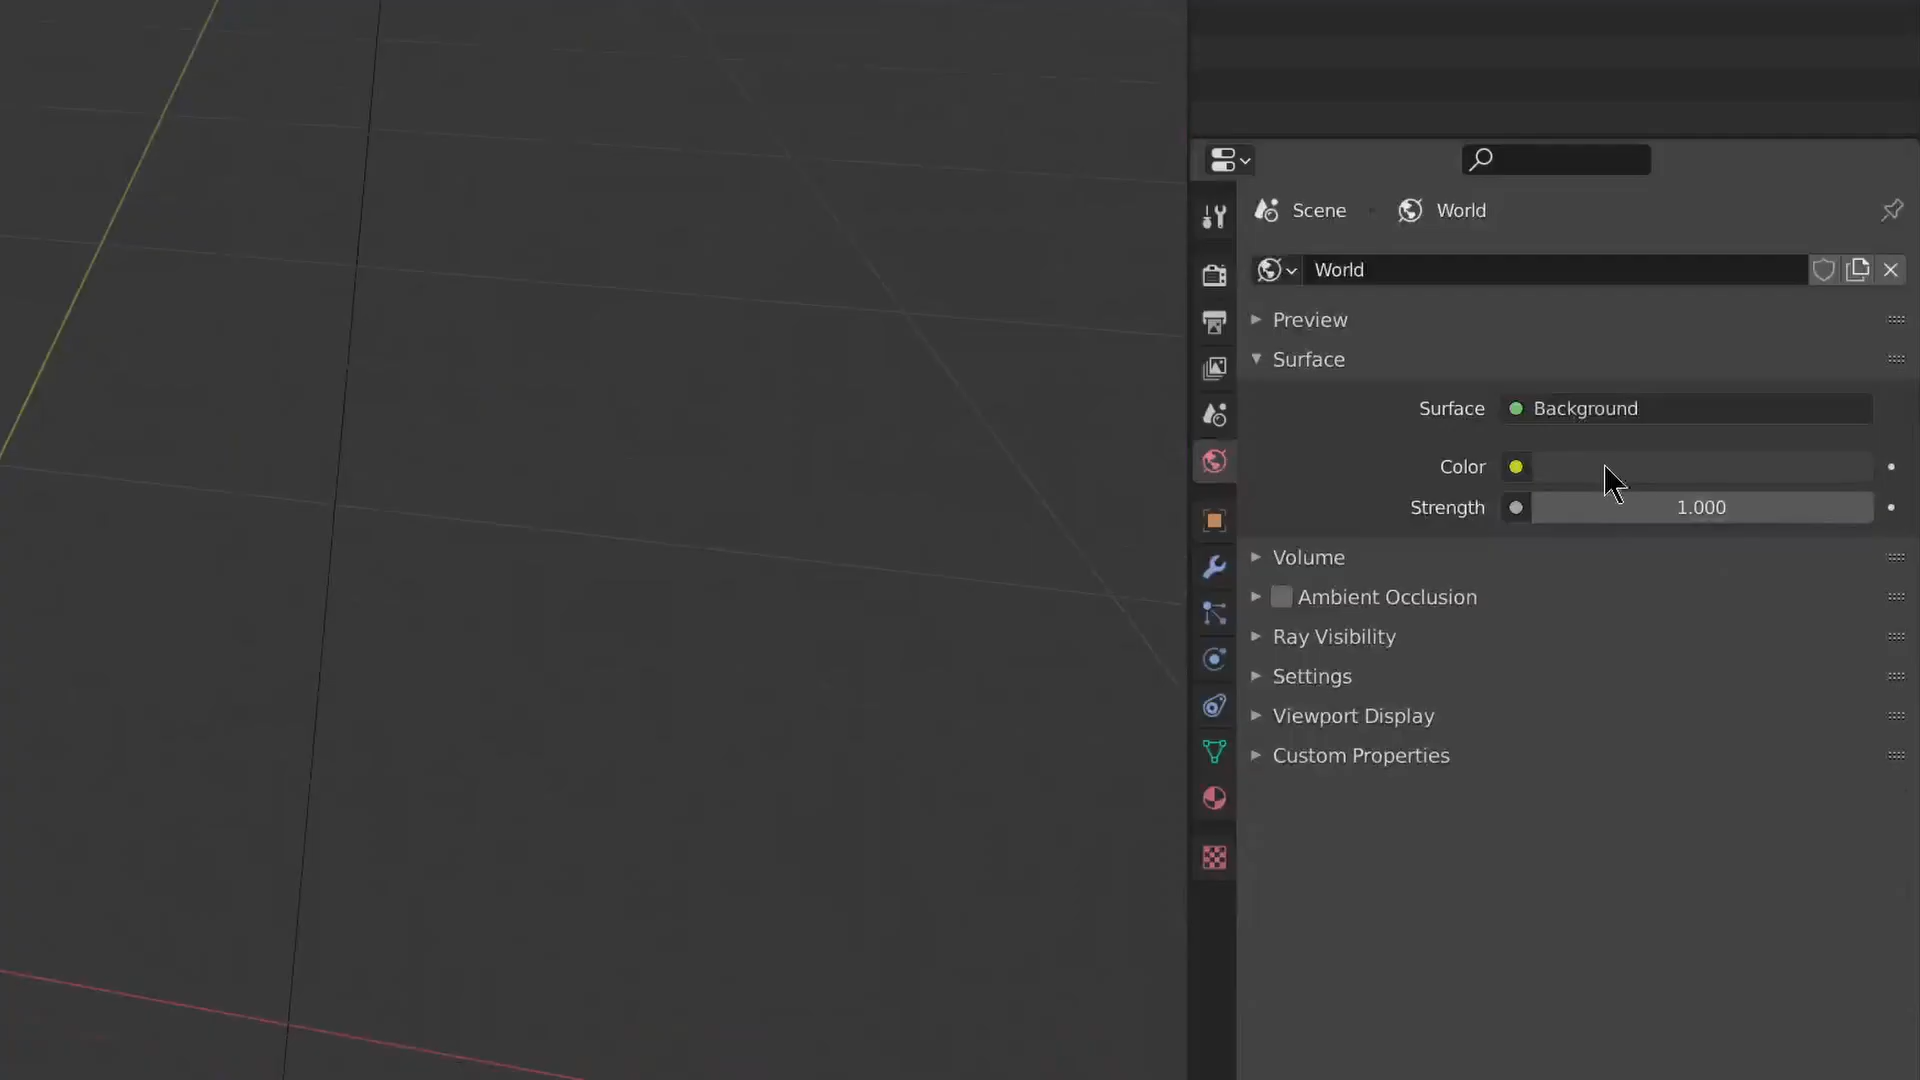 Scene World
World
Preview
Surface
Surface Background
Color
Strength 1.000
Volume
Ambient Occlusion
Ray Visibility
Settings
Viewport Display
Custom Properties